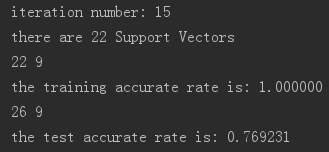 iteration number: 15
there are 22 Support Vectors
22 9
the training accurate rate is: 1.000000
26 9
the test accurate rate is: 0.769231